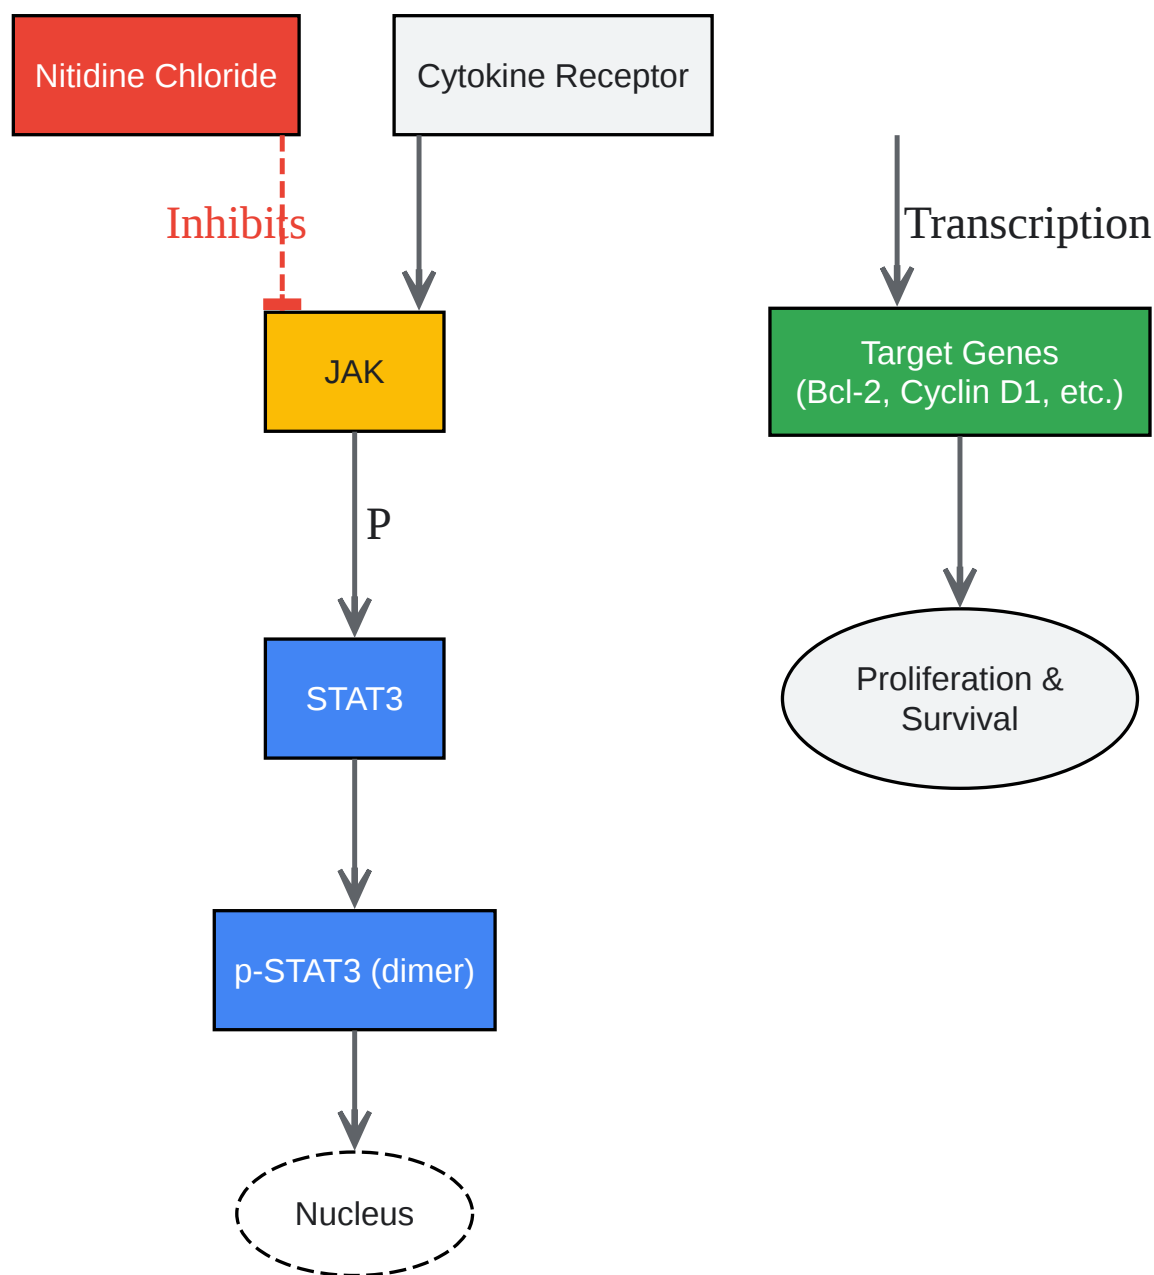 Nitidine Chloride
Cytokine Receptor
Inhibits
Transcription
JAK
Target Genes
(Bcl-2, Cyclin D1, etc.)
P
STAT3
Proliferation &
Survival
p-STAT3 (dimer)
Nucleus